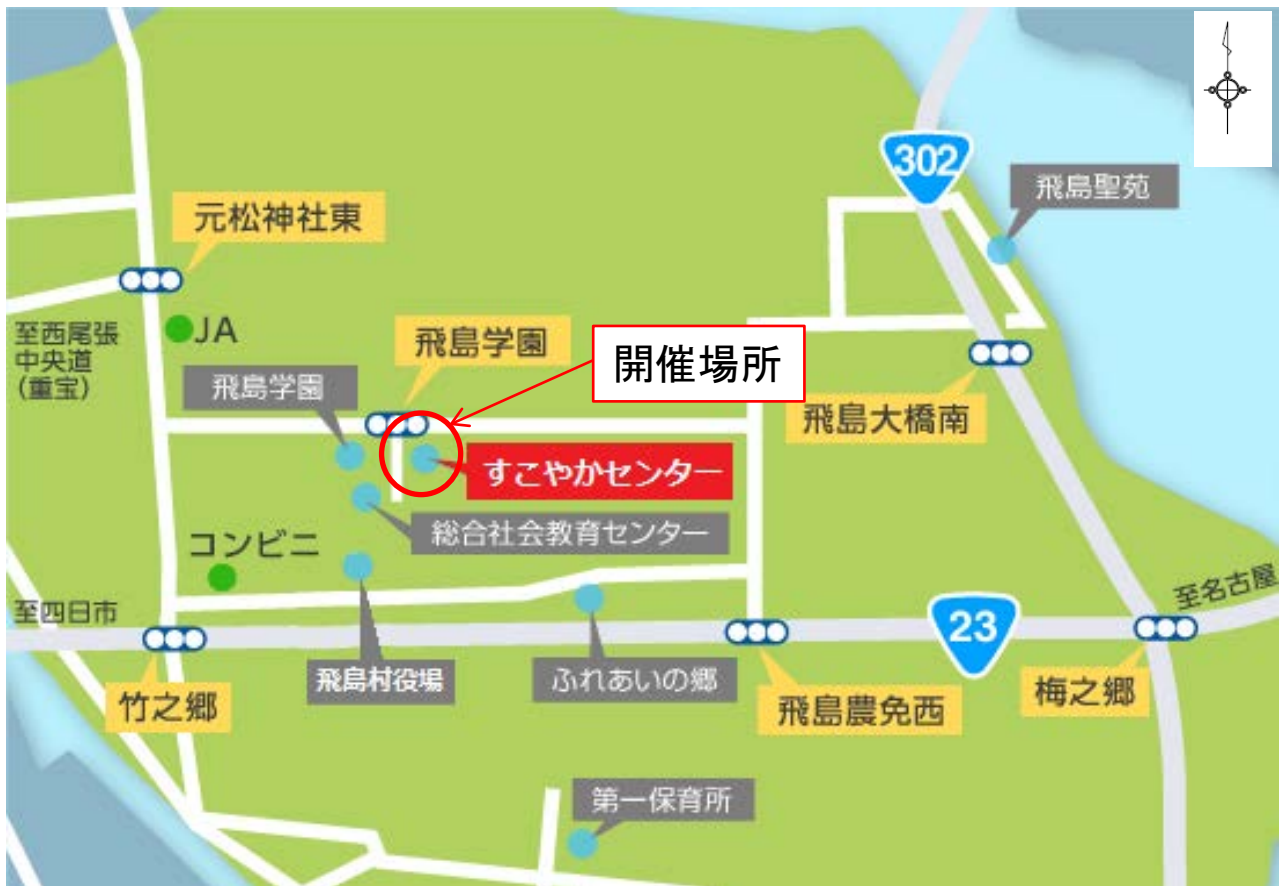 302
飛島聖苑
元松神社東
至西尾張
中央道
(重宝)
JA
飛島学園
開催場所
飛島学園
飛島大橋南
すこやかセンター
総合社会教育センター
コンビニ
至四日市
至名古屋
23
飛島村役場
ふれあいの郷
竹之郷
飛島農免西
梅之郷
第一保育所